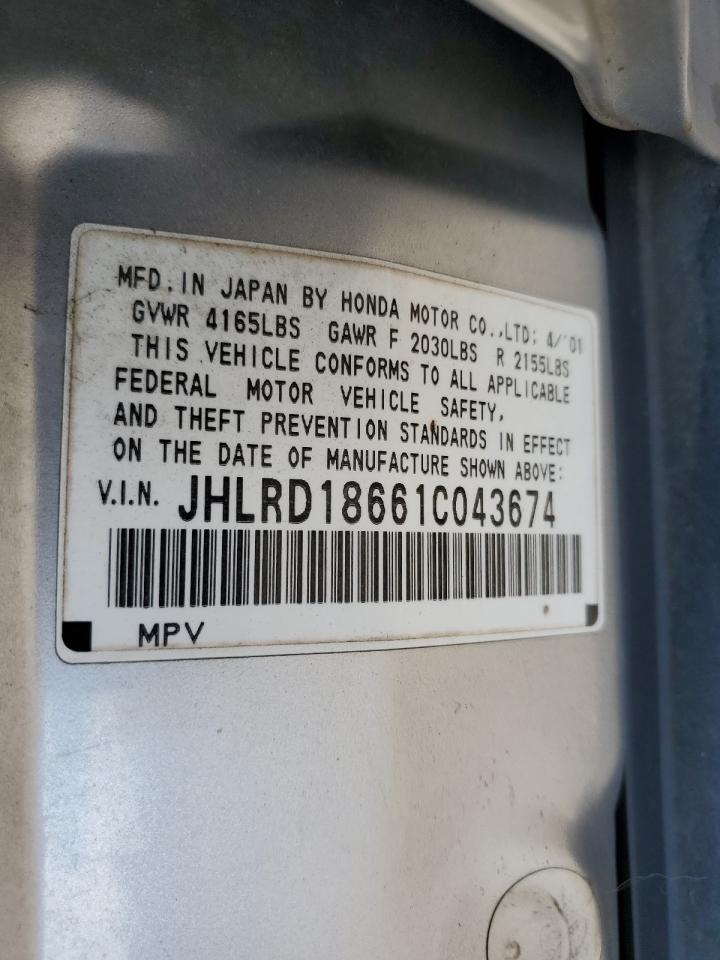 MFD. IN JAPAN BY HONDA MOTOR CO., LTD; 4/'01
GVWR 4165LBS GAWR F 2030LBS R 2155LBS
THIS VEHICLE CONFORMS TO ALL APPLICABLE
FEDERAL MOTOR VEHICLE SAFETY,
AND THEFT PREVENTION STANDARDS IN EFFECT
ON THE DATE OF MANUFACTURE SHOWN ABOVE:
V.I.N. JHLRD18661C043674
MPV